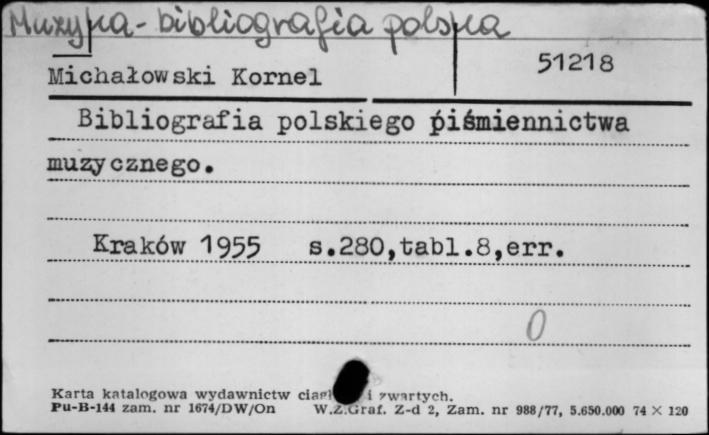 Muzyka - bibliografia polska
51218
Michałowski Kornel
Bibliografia polskiego piśmiennictwa
muzycznego.
Kraków 1955 s.280,tabl.8,err.
0
Karta katalogowa wydawnictw i zwartych.
Pu-B-144 zam. nr 1674/DW/On W.Z.Graf. Z-d 2, Zam. nr 988/77, 5.650.000 74 × 120